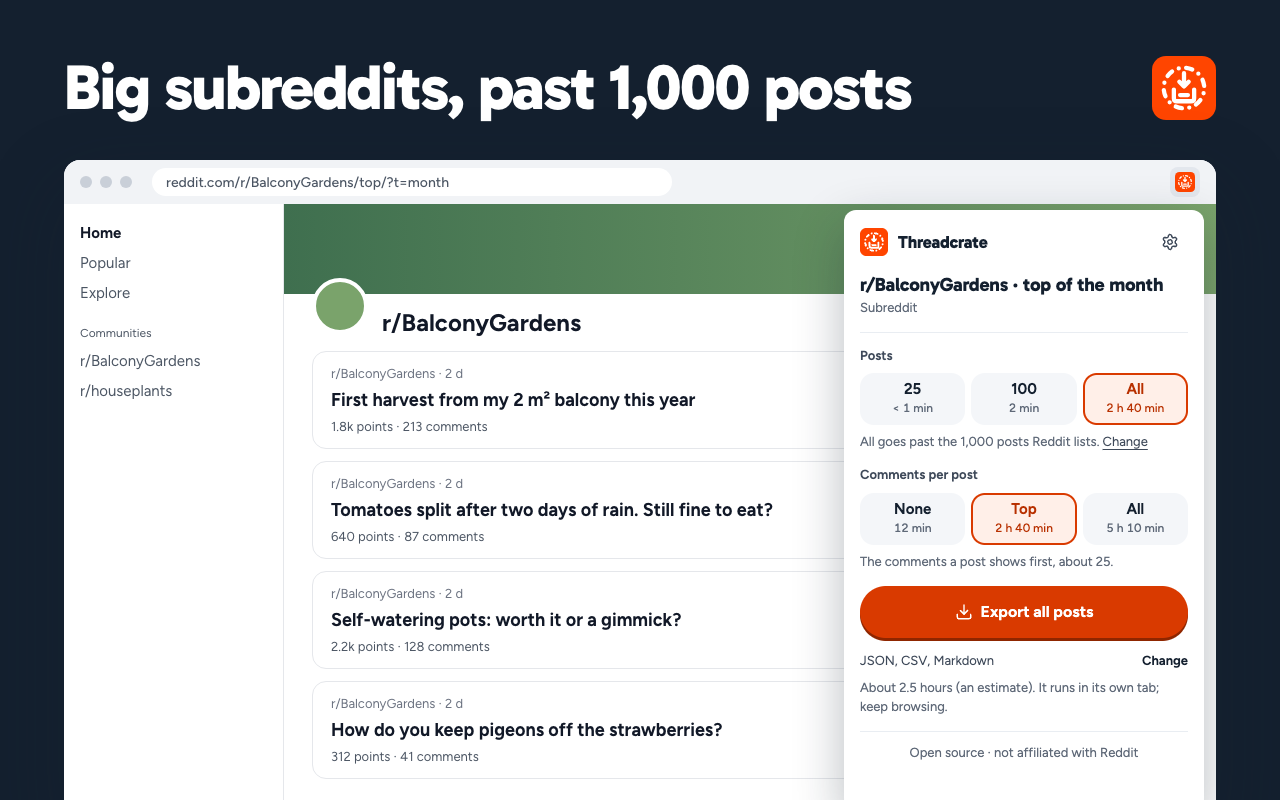 Big subreddits, past 1,000 posts
reddit.com/r/BalconyGardens/top/?t=month
Home
Popular
Explore
Communities
r/BalconyGardens
r/houseplants
r/BalconyGardens
r/BalconyGardens · 2 d
First harvest from my 2 m² balcony this year
1.8k points · 213 comments
r/BalconyGardens · 2 d
Tomatoes split after two days of rain. Still fine to eat?
640 points · 87 comments
r/BalconyGardens · 2 d
Self-watering pots: worth it or a gimmick?
2.2k points · 128 comments
r/BalconyGardens · 2 d
How do you keep pigeons off the strawberries?
312 points · 41 comments
Threadcrate
r/BalconyGardens · top of the month
Subreddit
Posts
25 100 All
< 1 min 2 min 2 h 40 min
All goes past the 1,000 posts Reddit lists. Change
Comments per post
None Top All
12 min 2 h 40 min 5 h 10 min
The comments a post shows first, about 25.
Export all posts
JSON, CSV, Markdown Change
About 2.5 hours (an estimate). It runs in its own tab;
keep browsing.
Open source · not affiliated with Reddit